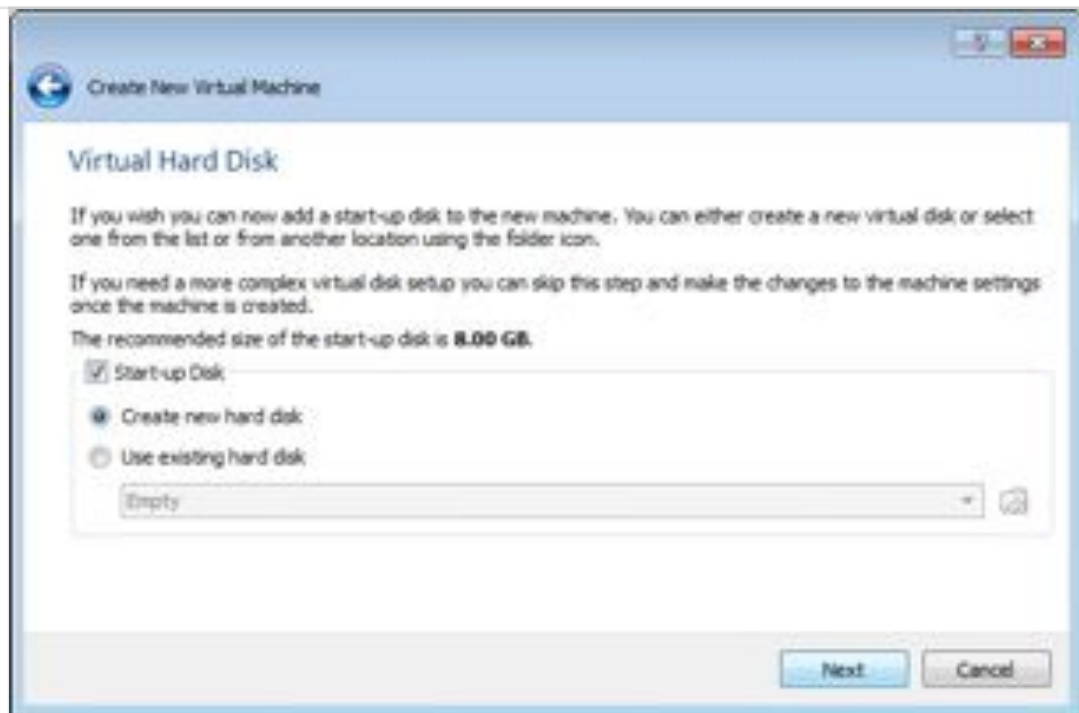 Create New Virtual Machine
Virtual Hard Disk
If you wish you can now add a start-up disk to the new machine. You can either create a new virtual disk or select
one from the list or from another location using the folder icon.
If you need a more complex virtual disk setup you can skip this step and make the changes to the machine settings
once the machine is created.
The recommended size of the start-up disk is 8.00 GB.
Start-up Disk
Create new hard disk
Use existing hard disk
Empty
Next
Cancel